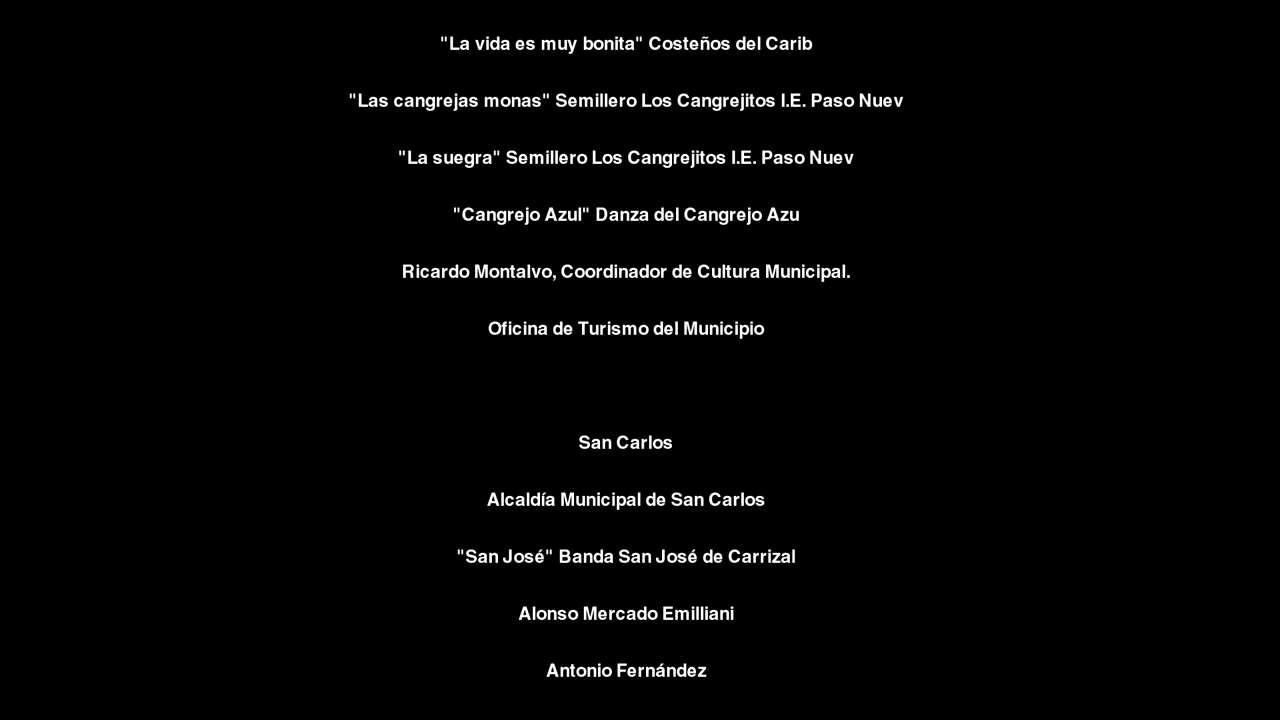 "La vida es muy bonita" Costeños del Carib
"Las cangrejas monas" Semillero Los Cangrejitos I.E. Paso Nuev
"La suegra" Semillero Los Cangrejitos I.E. Paso Nuev
"Cangrejo Azul" Danza del Cangrejo Azu
Ricardo Montalvo, Coordinador de Cultura Municipal.
Oficina de Turismo del Municipio
San Carlos
Alcaldía Municipal de San Carlos
"San José" Banda San José de Carrizal
Alonso Mercado Emilliani
Antonio Fernández